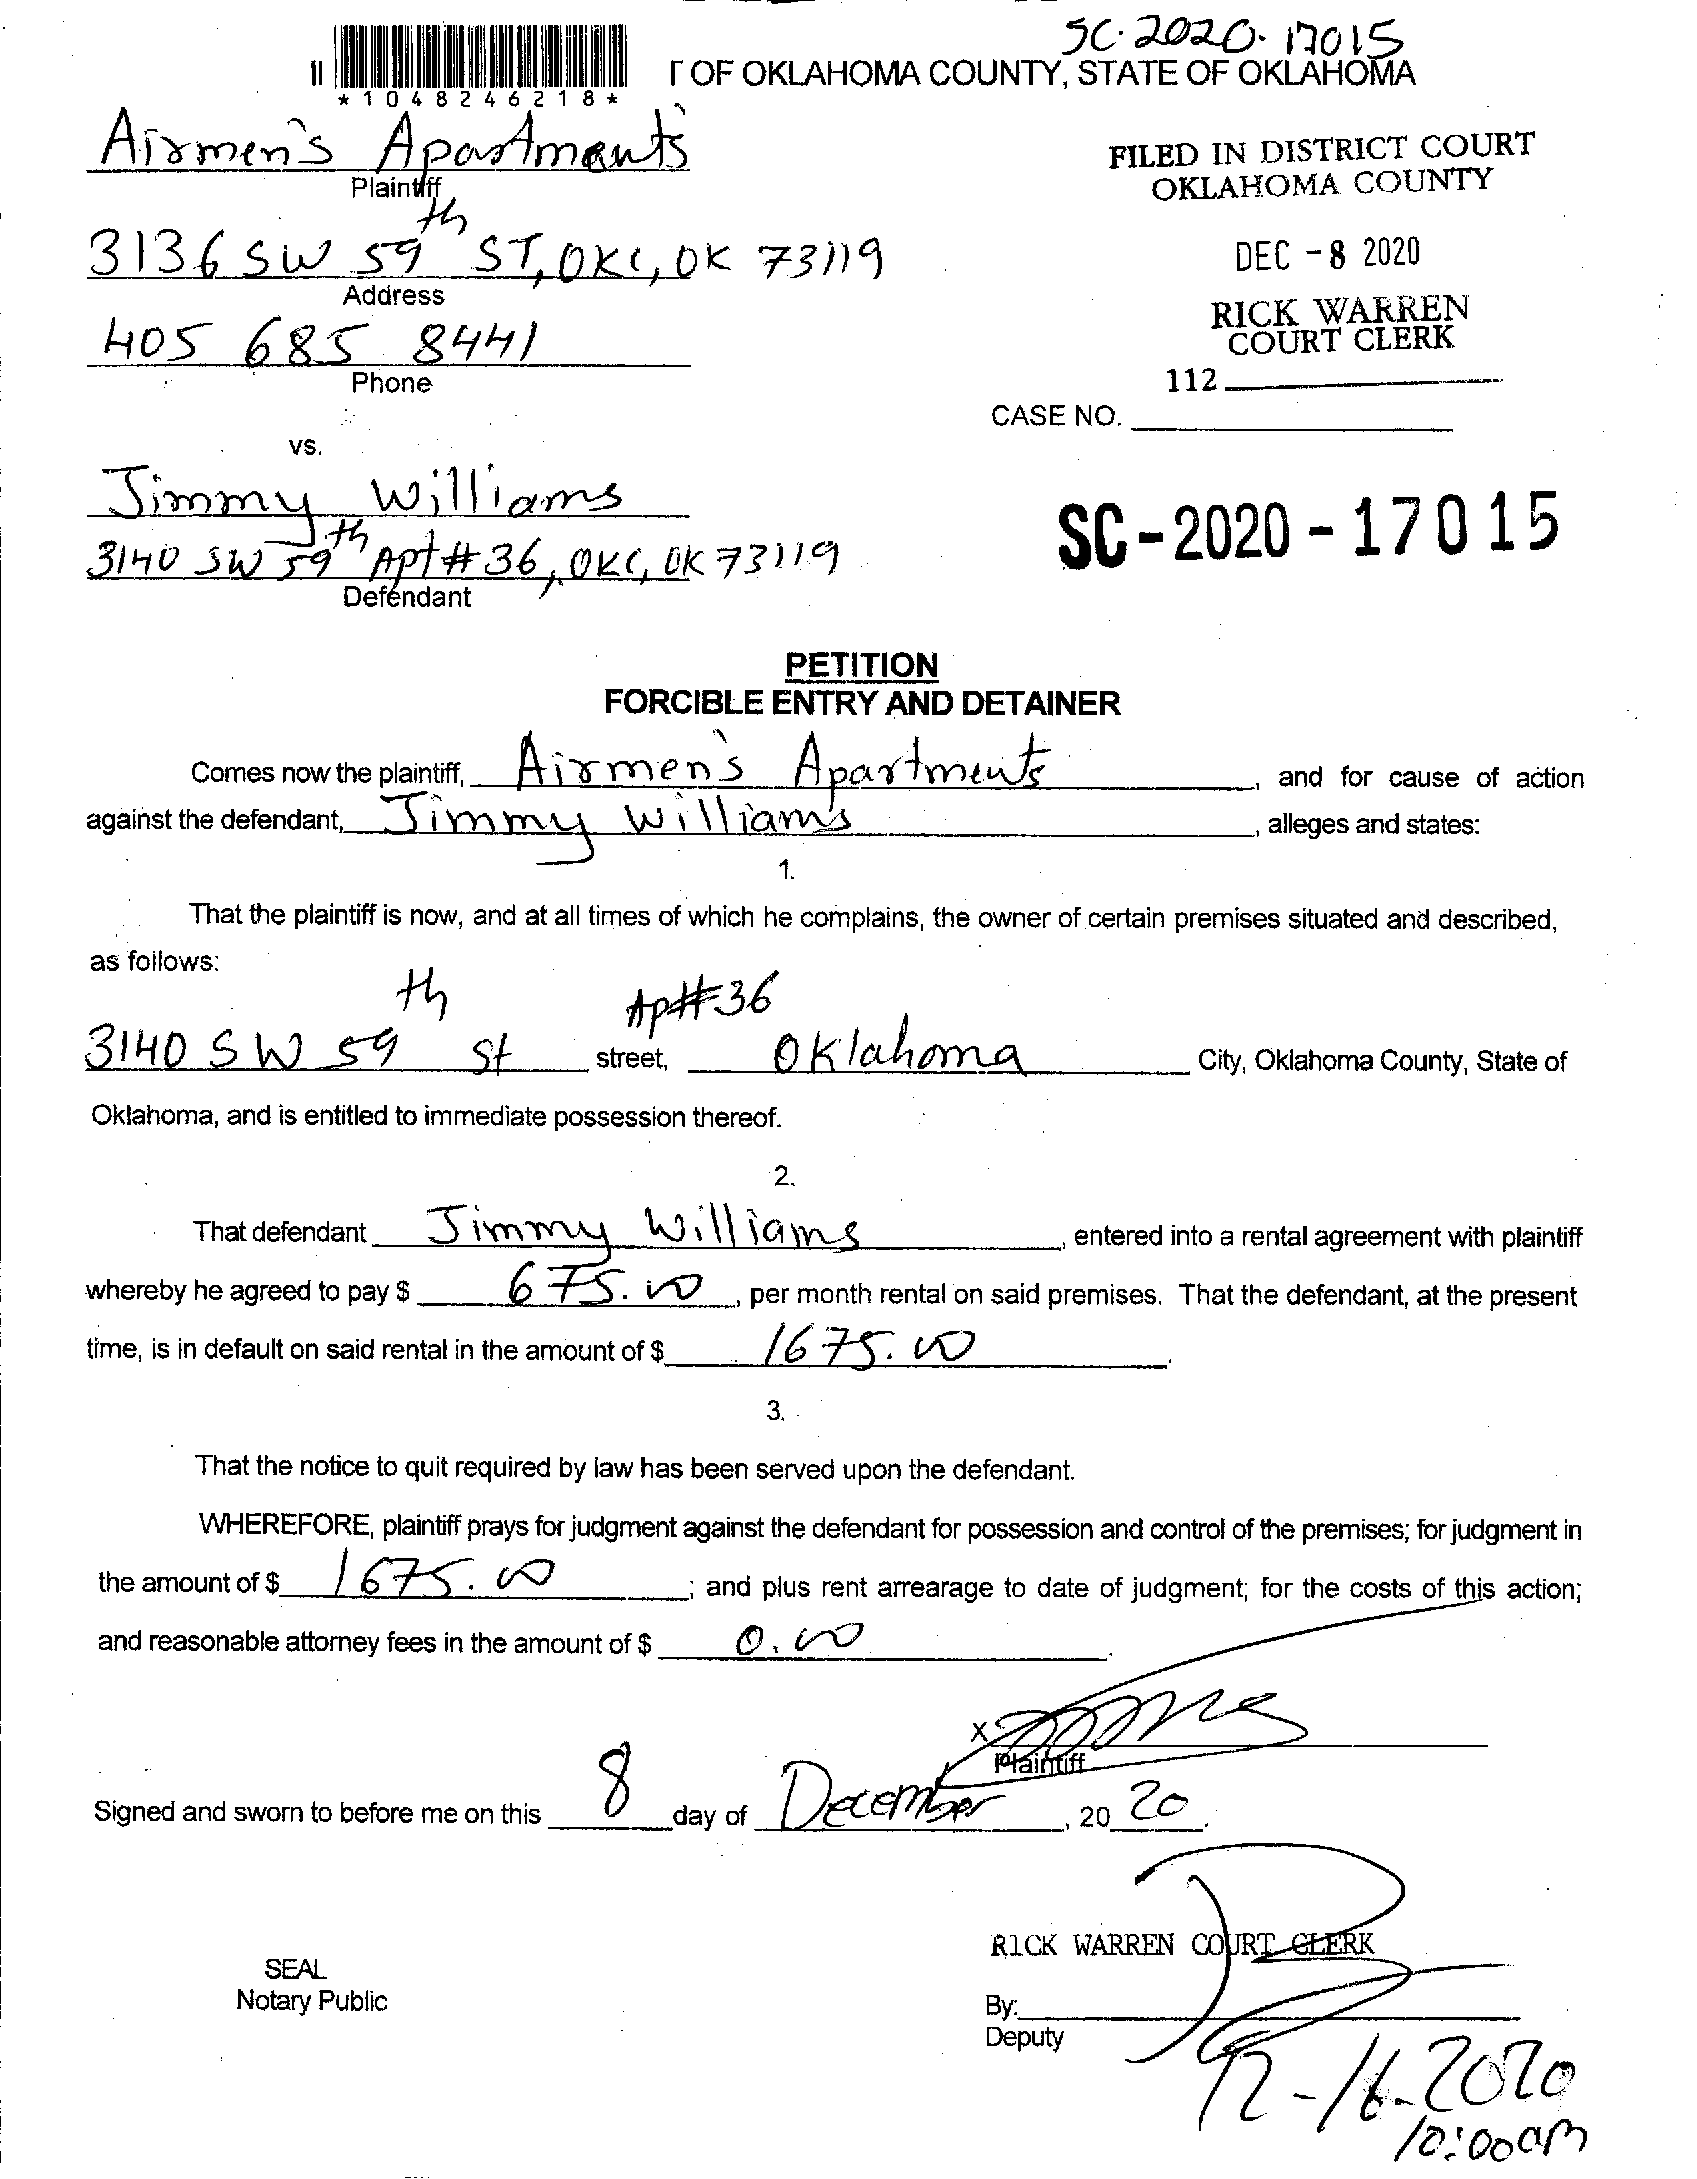 SC-2020-17015
*1048246218*
T OF OKLAHOMA COUNTY, STATE OF OKLAHOMA
Airmen's Apartments
Plaintiff
FILED IN DISTRICT COURT
OKLAHOMA COUNTY
3136 SW 59th ST, OKC, OK 73119
Address
DEC -8 2020
405 685 8441
Phone
RICK WARREN
COURT CLERK
112
CASE NO.
vs.
Jimmy Williams
3140 SW 59th Apt # 36, OKC, OK 73119
Defendant
SC-2020-17015
PETITION
FORCIBLE ENTRY AND DETAINER
Comes now the plaintiff, Airmen's Apartments, and for cause of action
against the defendant, Jimmy Williams, alleges and states:
1.
That the plaintiff is now, and at all times of which he complains, the owner of certain premises situated and described,
as follows:
Apt#36
3140 SW 59th St street, Oklahoma City, Oklahoma County, State of
Oklahoma, and is entitled to immediate possession thereof.
2.
That defendant Jimmy Williams, entered into a rental agreement with plaintiff
whereby he agreed to pay $ 675.00, per month rental on said premises. That the defendant, at the present
time, is in default on said rental in the amount of $ 1675.00.
3.
That the notice to quit required by law has been served upon the defendant.
WHEREFORE, plaintiff prays for judgment against the defendant for possession and control of the premises; for judgment in
the amount of $ 1675.00; and plus rent arrearage to date of judgment; for the costs of this action;
and reasonable attorney fees in the amount of $ 0.00.
X
Plaintiff
Signed and sworn to before me on this 8 day of December, 2020.
RICK WARREN COURT CLERK
SEAL
Notary Public
By:
Deputy
12-16-2020
10:00am